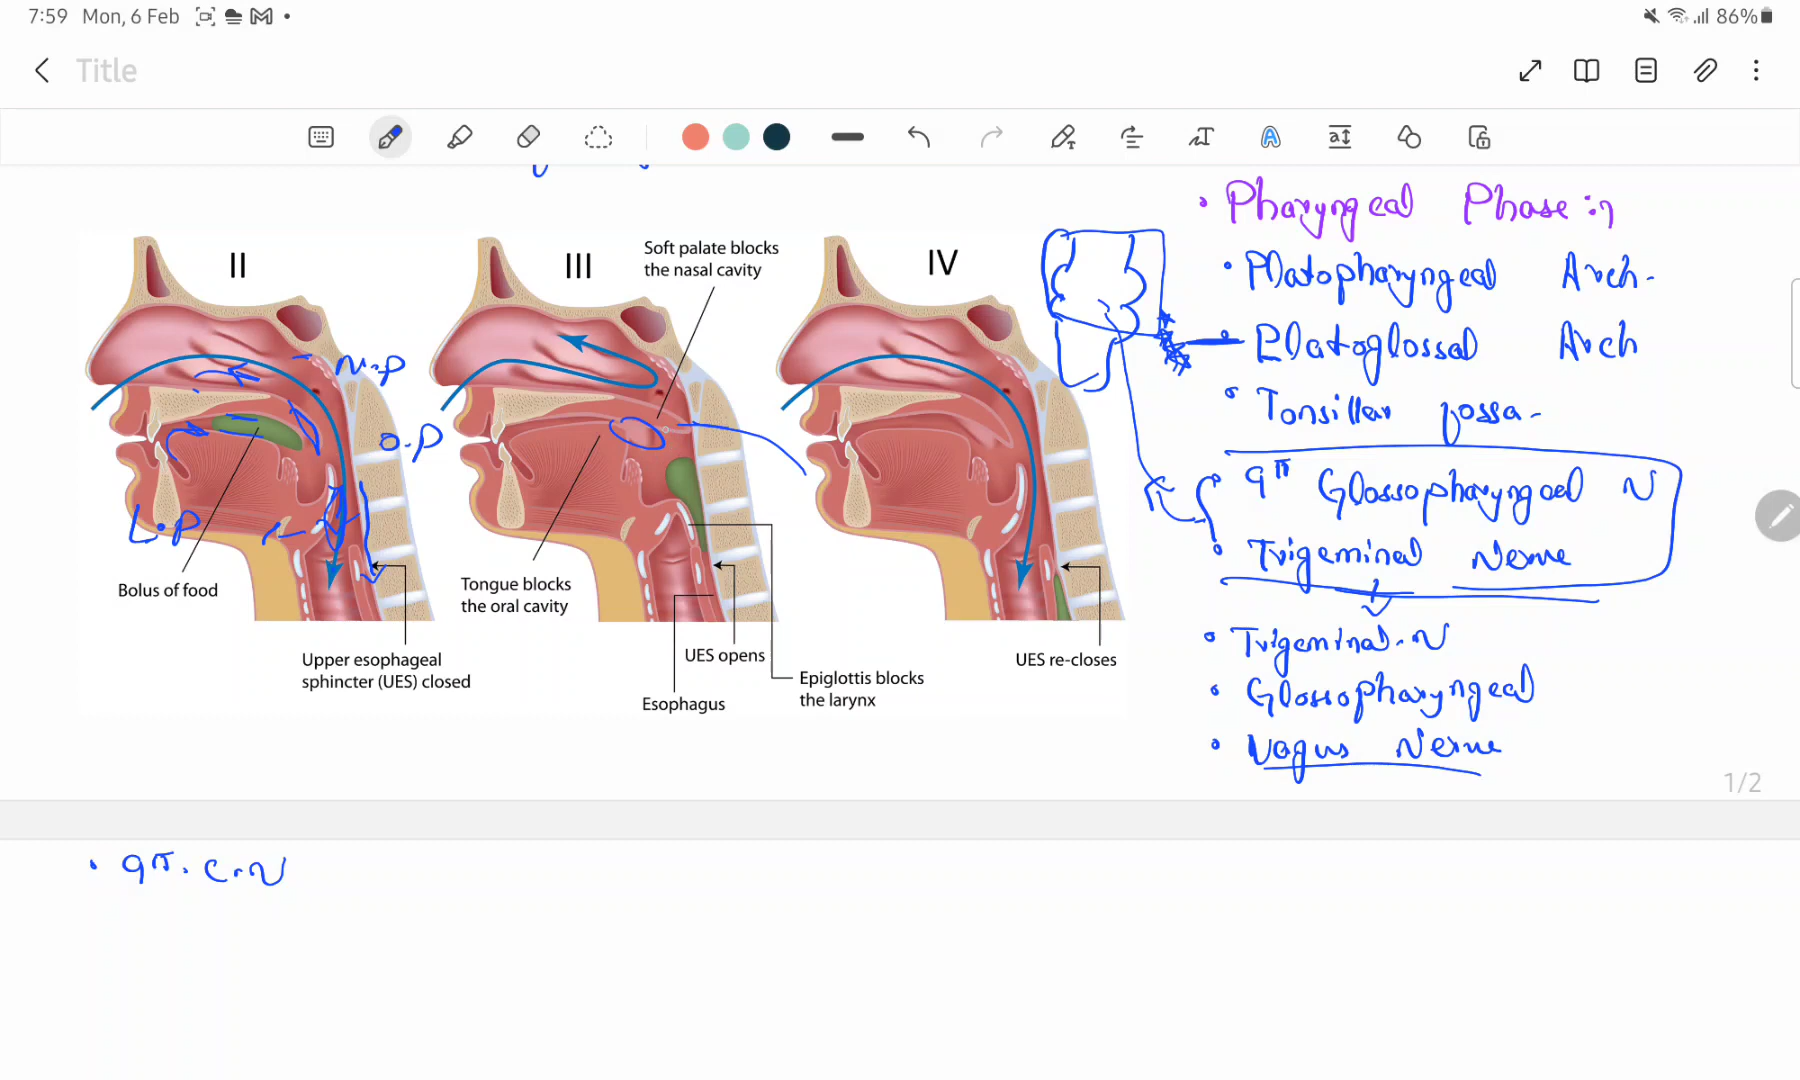 7:59 Mon, 6 Feb
86%
Title
Pharyngeal Phase :
II
III
IV
Soft palate blocks
the nasal cavity
• Platopharyngeal Arch-
• Platoglossal Arch
• Tonsillar fossa -
N.P
O.P
L.P
9th Glossopharyngeal N
• Trigeminal Nerve
Bolus of food
Tongue blocks
the oral cavity
Upper esophageal
sphincter (UES) closed
UES opens
Esophagus
Epiglottis blocks
the larynx
UES re-closes
• Trigeminal. N
• Glossopharyngeal
• Vagus Nerve
1/2
• 9th. C.N